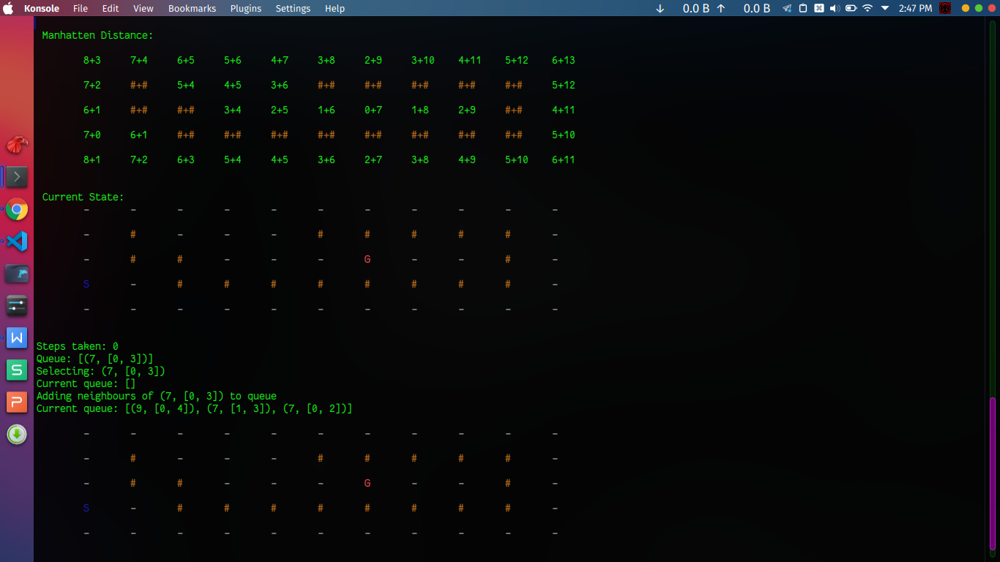 Konsole File Edit View Bookmarks Plugins Settings Help ↓ 0.0 B ↑ 0.0 B 2:47 PM
Manhatten Distance:
8+3 7+4 6+5 5+6 4+7 3+8 2+9 3+10 4+11 5+12 6+13
7+2 #+# 5+4 4+5 3+6 #+# #+# #+# #+# #+# 5+12
6+1 #+# #+# 3+4 2+5 1+6 0+7 1+8 2+9 #+# 4+11
7+0 6+1 #+# #+# #+# #+# #+# #+# #+# #+# 5+10
8+1 7+2 6+3 5+4 4+5 3+6 2+7 3+8 4+9 5+10 6+11
Current State:
- - - - - - - - - - -
- # - - - # # # # # -
- # # - - - G - - # -
S - # # # # # # # # -
- - - - - - - - - - -
Steps taken: 0
Queue: [(7, [0, 3])]
Selecting: (7, [0, 3])
Current queue: []
Adding neighbours of (7, [0, 3]) to queue
Current queue: [(9, [0, 4]), (7, [1, 3]), (7, [0, 2])]
- - - - - - - - - - -
- # - - - # # # # # -
- # # - - - G - - # -
S - # # # # # # # # -
- - - - - - - - - - -